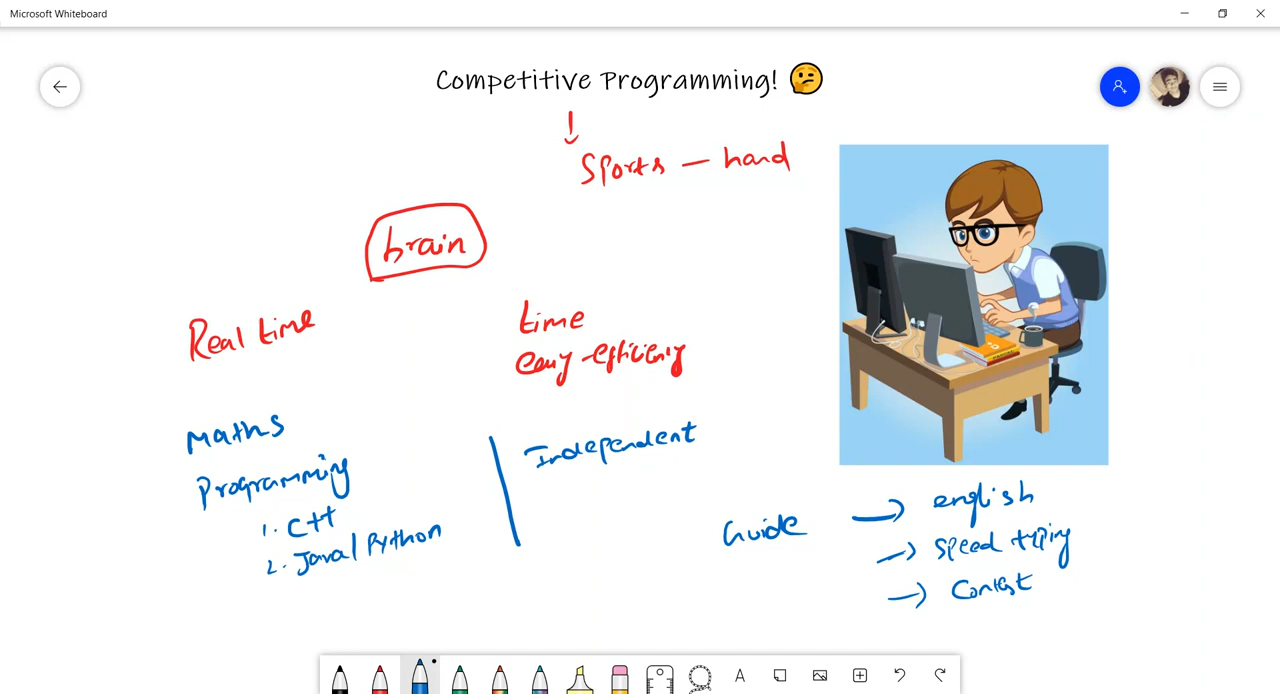 Microsoft Whiteboard
Competitive Programming! 🤔
Sports - hand
brain
Real time
time
easy - efficiency
Maths
Programming
1. C++
2. Java/Python
Independent
Guide
→ english
→ Speed typing
→ Contest
A